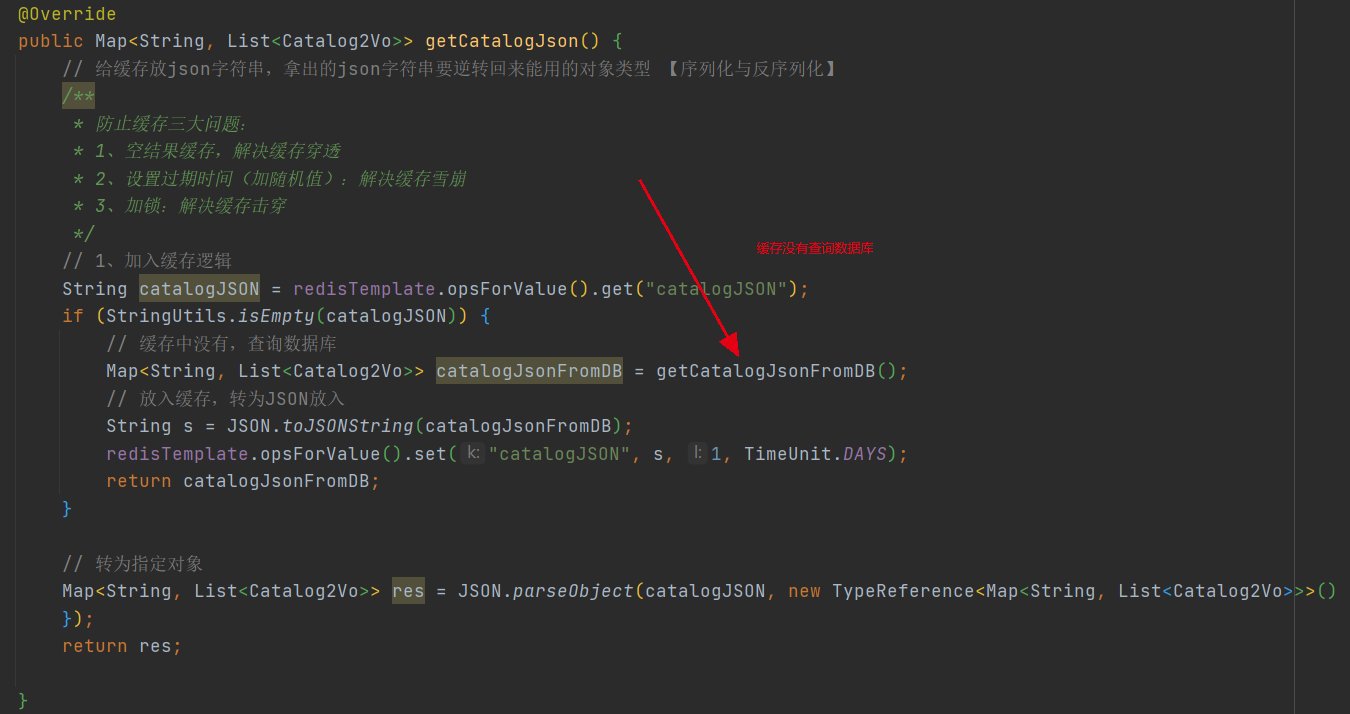 @Override
public Map<String, List<Catalog2Vo>> getCatalogJson() {
// 给缓存放json字符串，拿出的json字符串要逆转回来能用的对象类型 【序列化与反序列化】
/**
* 防止缓存三大问题：
* 1、空结果缓存，解决缓存穿透
* 2、设置过期时间（加随机值）：解决缓存雪崩
* 3、加锁：解决缓存击穿
*/
缓存没有查询数据库
// 1、加入缓存逻辑
String catalogJSON = redisTemplate.opsForValue().get("catalogJSON");
if (StringUtils.isEmpty(catalogJSON)) {
// 缓存中没有，查询数据库
Map<String, List<Catalog2Vo>> catalogJsonFromDB = getCatalogJsonFromDB();
// 放入缓存，转为JSON放入
String s = JSON.toJSONString(catalogJsonFromDB);
redisTemplate.opsForValue().set( k: "catalogJSON", s, l: 1, TimeUnit.DAYS);
return catalogJsonFromDB;
}
// 转为指定对象
Map<String, List<Catalog2Vo>> res = JSON.parseObject(catalogJSON, new TypeReference<Map<String, List<Catalog2Vo>>>()
});
return res;
}